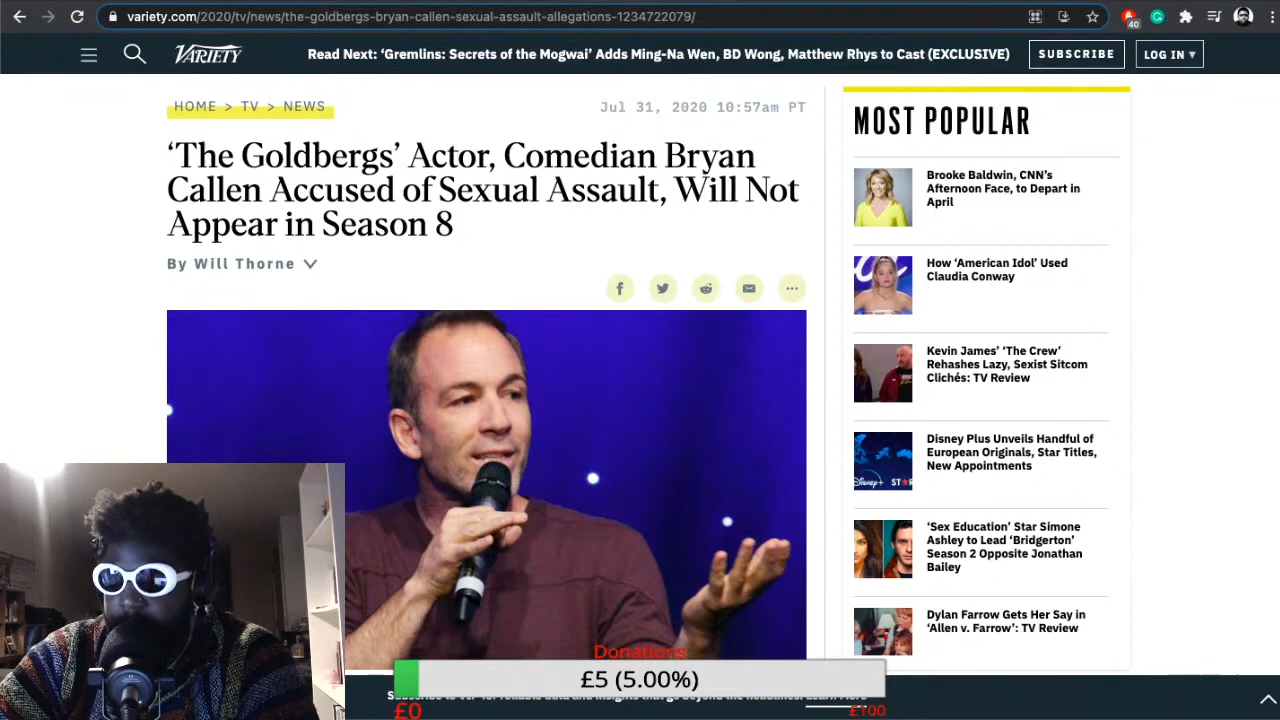 variety.com/2020/tv/news/the-goldbergs-bryan-callen-sexual-assault-allegations-1234722079/
40
VARIETY
Read Next: ‘Gremlins: Secrets of the Mogwai’ Adds Ming-Na Wen, BD Wong, Matthew Rhys to Cast (EXCLUSIVE)
SUBSCRIBE
LOG IN ▾
HOME > TV > NEWS
Jul 31, 2020 10:57am PT
‘The Goldbergs’ Actor, Comedian Bryan
Callen Accused of Sexual Assault, Will Not
Appear in Season 8
By Will Thorne
MOST POPULAR
Brooke Baldwin, CNN’s
Afternoon Face, to Depart in
April
How ‘American Idol’ Used
Claudia Conway
Kevin James’ ‘The Crew’
Rehashes Lazy, Sexist Sitcom
Clichés: TV Review
Disney Plus Unveils Handful of
European Originals, Star Titles,
New Appointments
Disney+ ST★R
‘Sex Education’ Star Simone
Ashley to Lead ‘Bridgerton’
Season 2 Opposite Jonathan
Bailey
Dylan Farrow Gets Her Say in
‘Allen v. Farrow’: TV Review
Donations
£5 (5.00%)
£0
£100